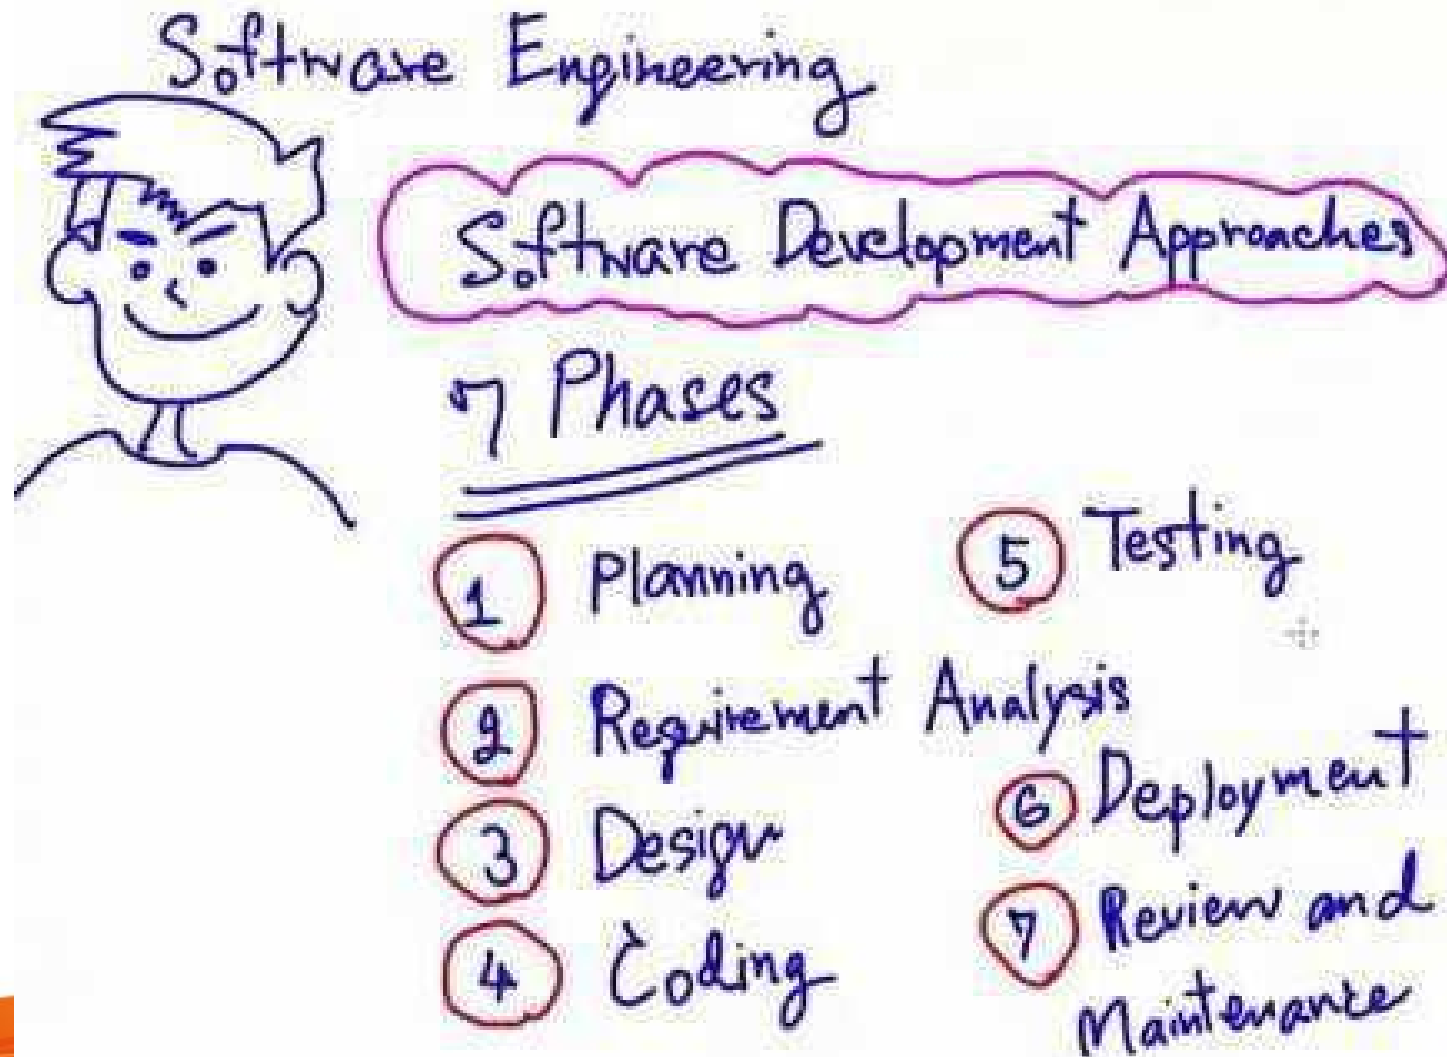 Software Engineering
Software Development Approaches
7 Phases
1 Planning
2 Requirement Analysis
3 Design
4 Coding
5 Testing
6 Deployment
7 Review and
Maintenance